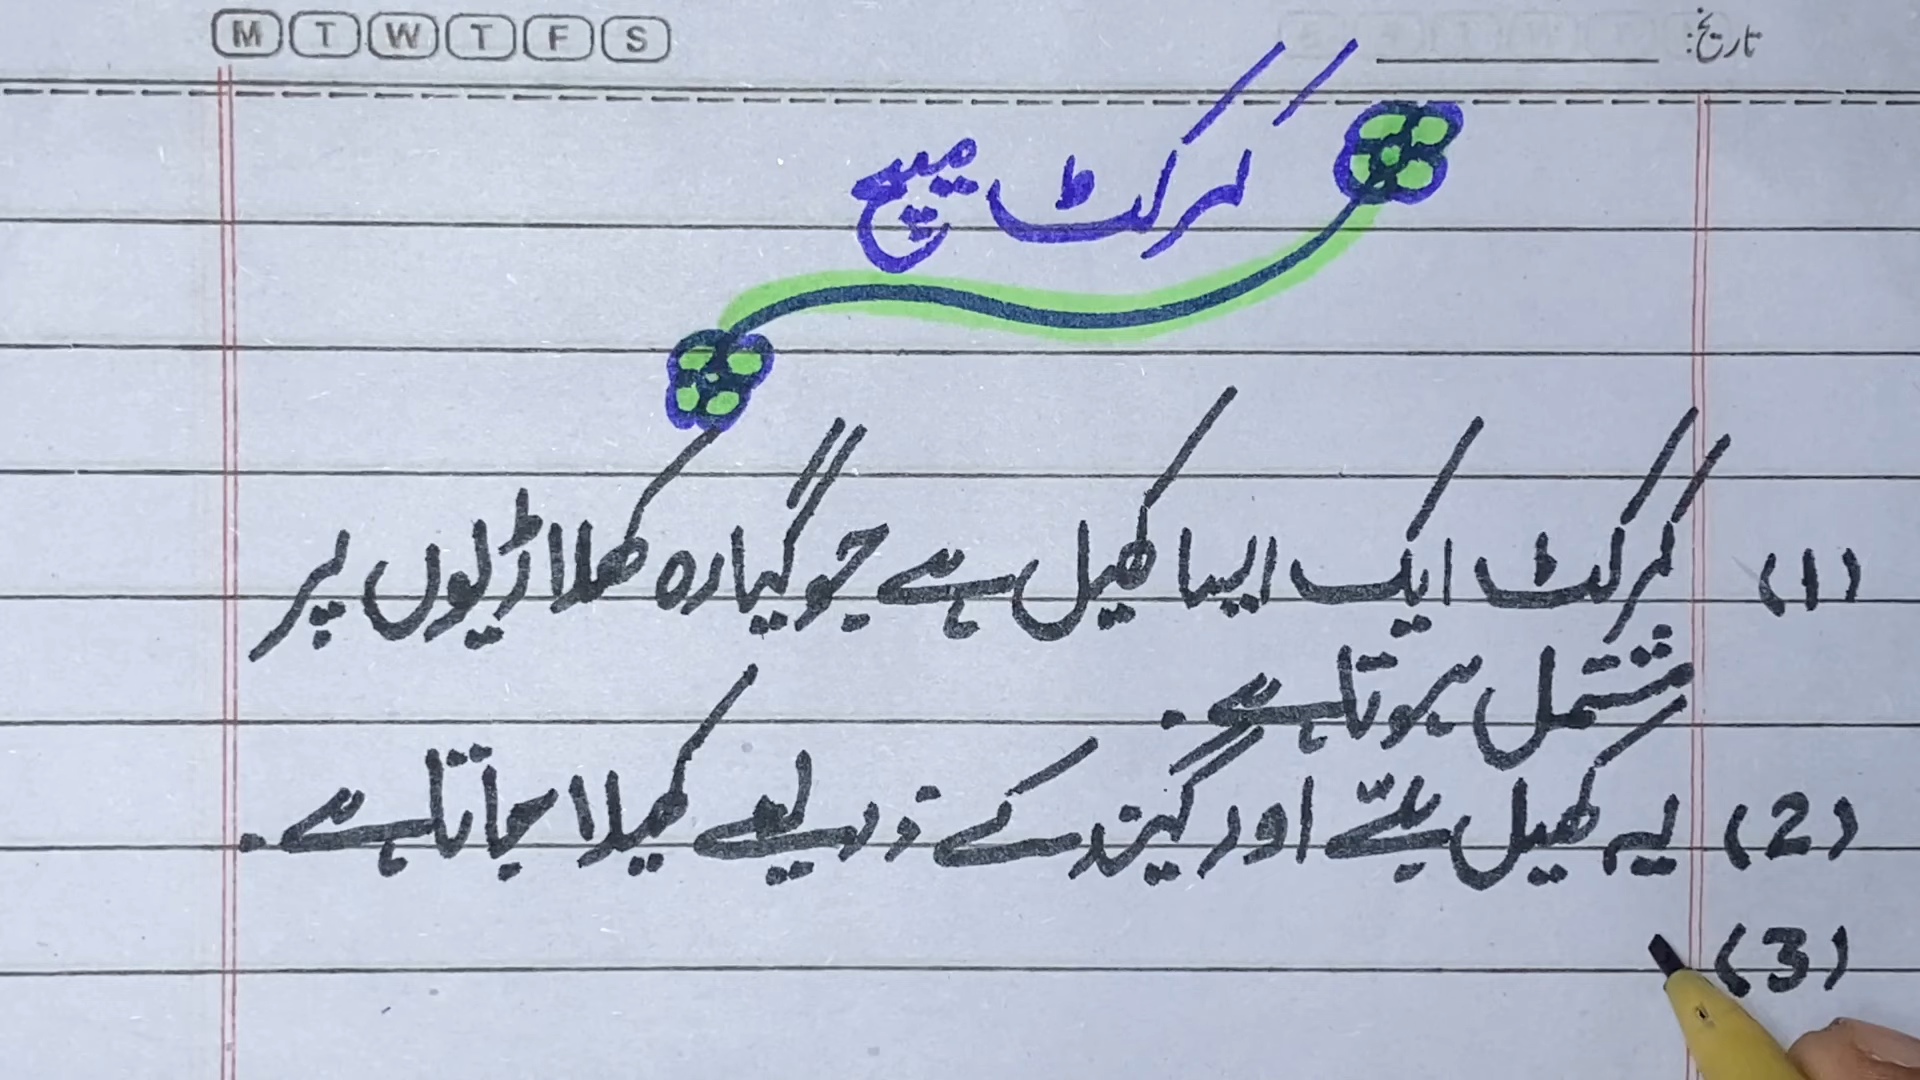 M T W T F S
تاریخ:
کرکٹ میچ
(1) کرکٹ ایک ایسا کھیل ہے جو گیارہ کھلاڑیوں پر
مشتمل ہوتا ہے۔
(2) یہ کھیل بلّے اور گیند کے ذریعے کھیلا جاتا ہے۔
(3)